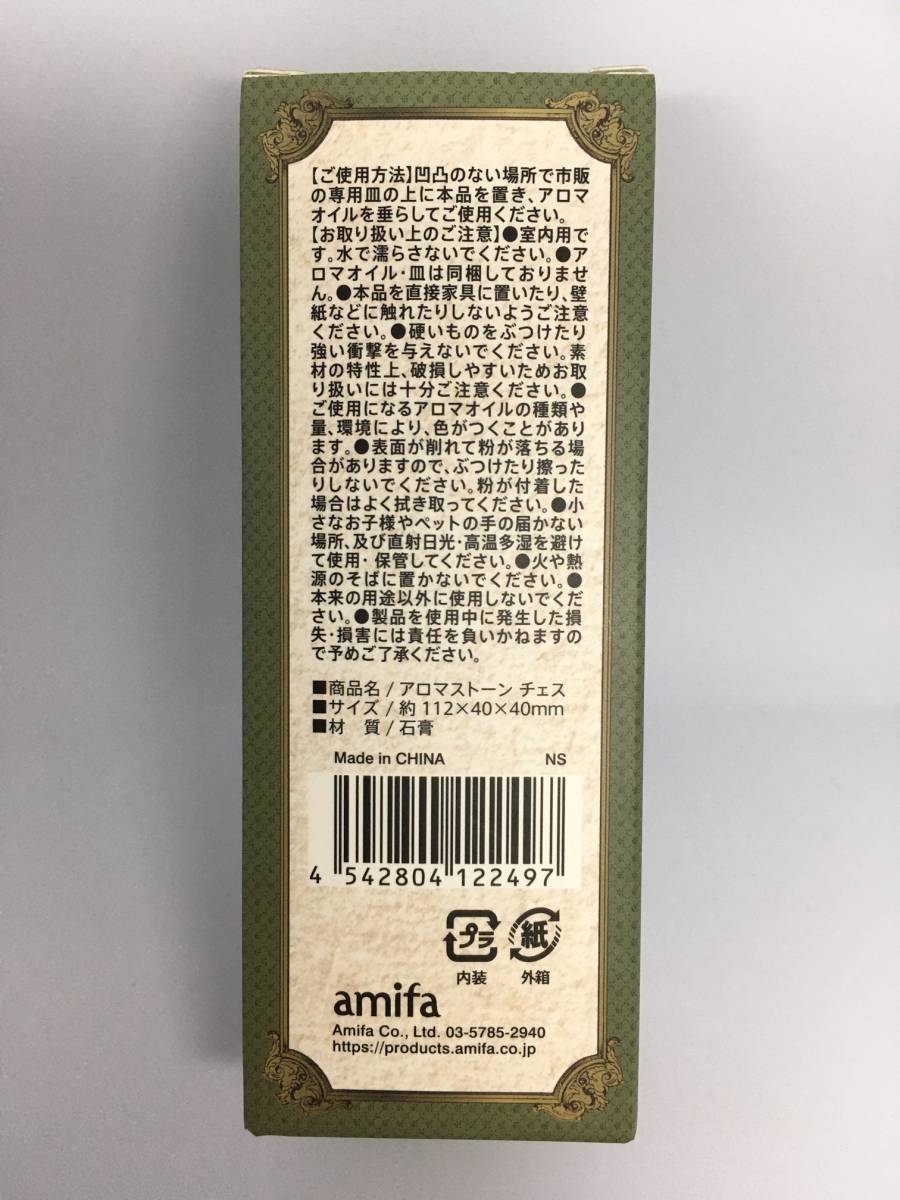 【ご使用方法】凹凸のない場所で市販
の専用皿の上に本品を置き、アロマ
オイルを垂らしてご使用ください。
【お取り扱い上のご注意】●室内用で
す。水で濡らさないでください。●ア
ロマオイル・皿は同梱しておりませ
ん。●本品を直接家具に置いたり、壁
紙などに触れたりしないようご注意
ください。●硬いものをぶつけたり
強い衝撃を与えないでください。素
材の特性上、破損しやすいためお取
り扱いには十分ご注意ください。●
ご使用になるアロマオイルの種類や
量、環境により、色がつくことがあり
ます。●表面が削れて粉が落ちる場
合がありますので、ぶつけたり擦った
りしないでください。粉が付着した
場合はよく拭き取ってください。●小
さなお子様やペットの手の届かない
場所、及び直射日光・高温多湿を避け
て使用・保管してください。●火や熱
源のそばに置かないでください。●
本来の用途以外に使用しないでくだ
さい。●製品を使用中に発生した損
失・損害には責任を負いかねますの
で予めご了承ください。
■商品名 / アロマストーン チェス
■サイズ / 約 112×40×40mm
■材　質 / 石膏
Made in CHINA NS
4 542804 122497
プラ 紙
内装 外箱
amifa
Amifa Co., Ltd. 03-5785-2940
https://products.amifa.co.jp